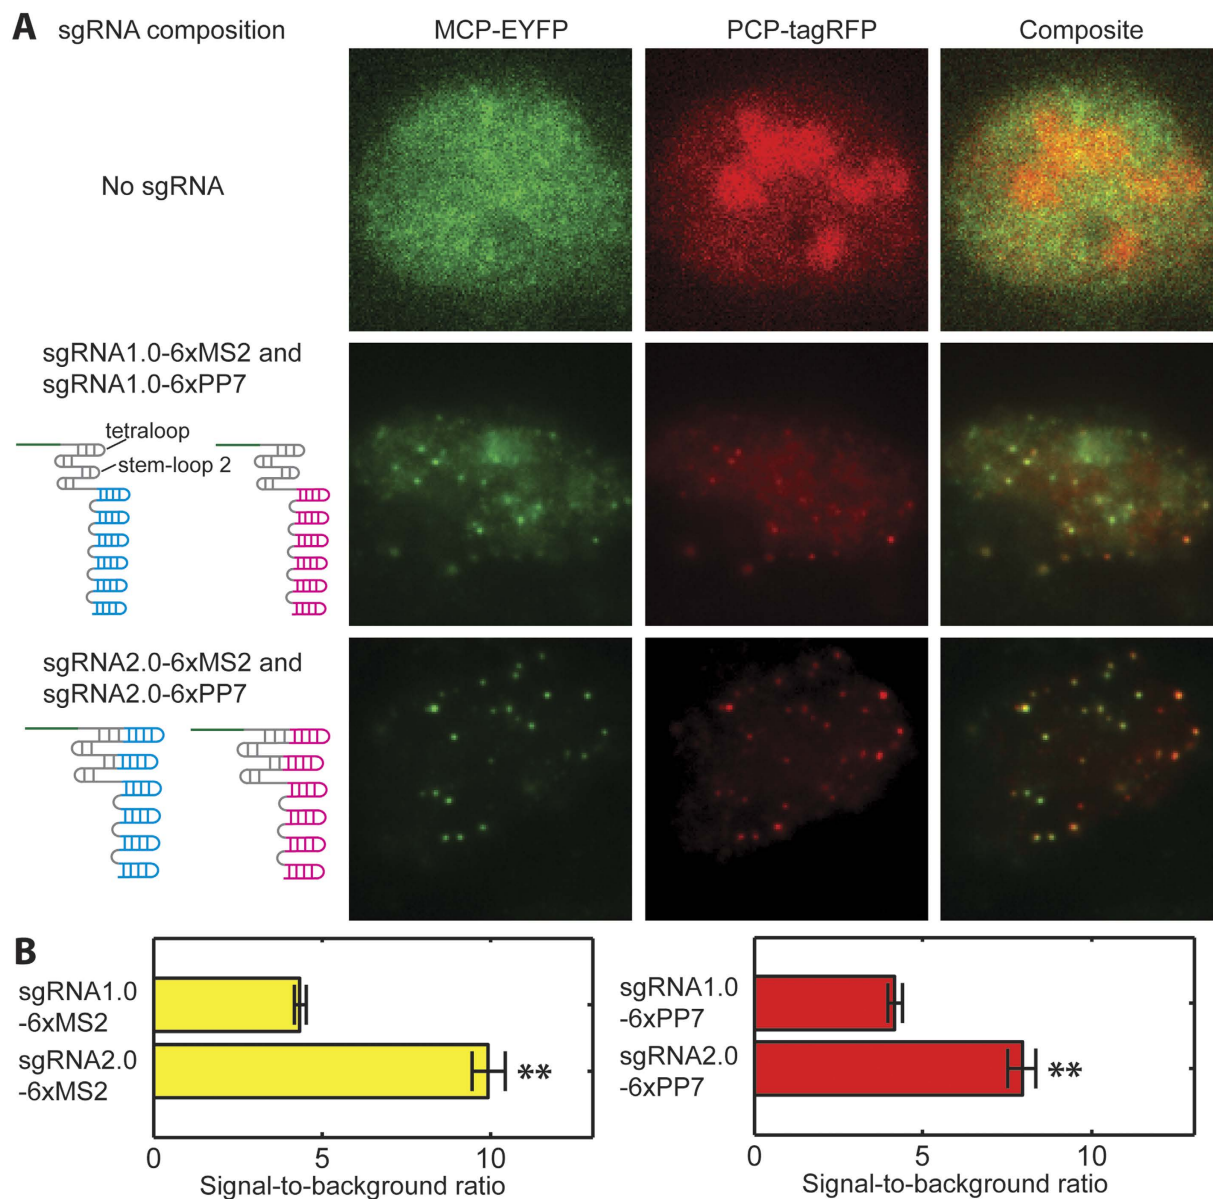 A
sgRNA composition
MCP-EYFP
PCP-tagRFP
Composite
No sgRNA
sgRNA1.0-6xMS2 and
sgRNA1.0-6xPP7
tetraloop
stem-loop 2
sgRNA2.0-6xMS2 and
sgRNA2.0-6xPP7
B
sgRNA1.0
-6xMS2
sgRNA2.0
-6xMS2
**
0 5 10
Signal-to-background ratio
sgRNA1.0
-6xPP7
sgRNA2.0
-6xPP7
**
0 5 10
Signal-to-background ratio